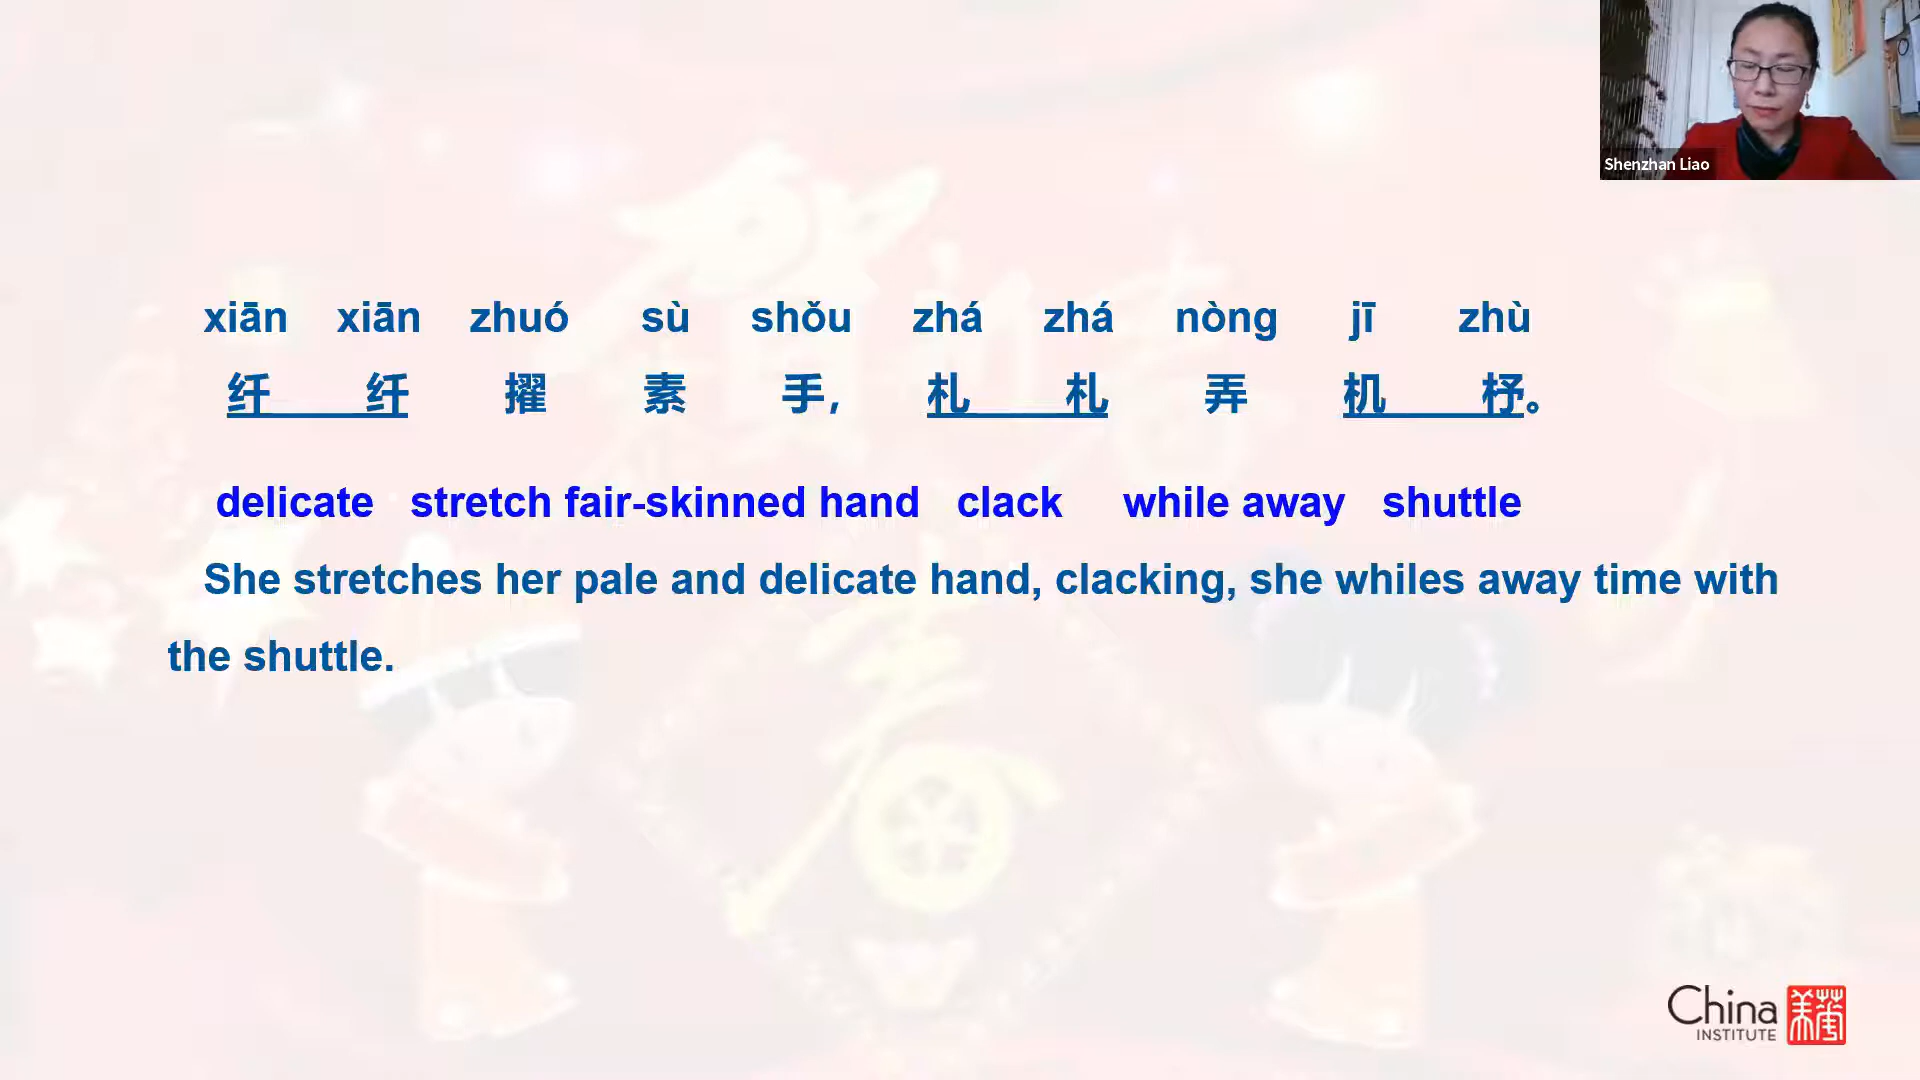 Shenzhan Liao
xiān xiān zhuó sù shǒu zhá zhá nòng jī zhù
纤 纤 擢 素 手, 札 札 弄 机 杼。
delicate stretch fair-skinned hand clack while away shuttle
She stretches her pale and delicate hand, clacking, she whiles away time with
the shuttle.
China
INSTITUTE